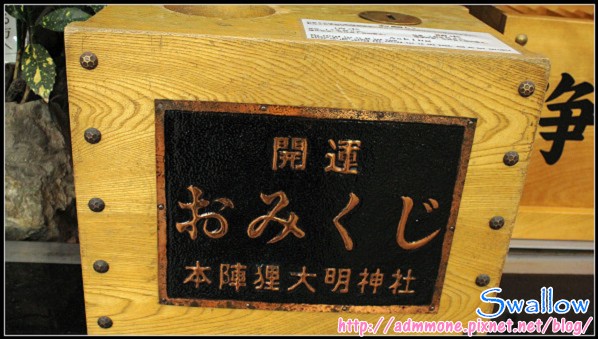 開運
おみくじ
本陣狸大明神社
浄
Swallow
http://admmone.pixnet.net/blog/